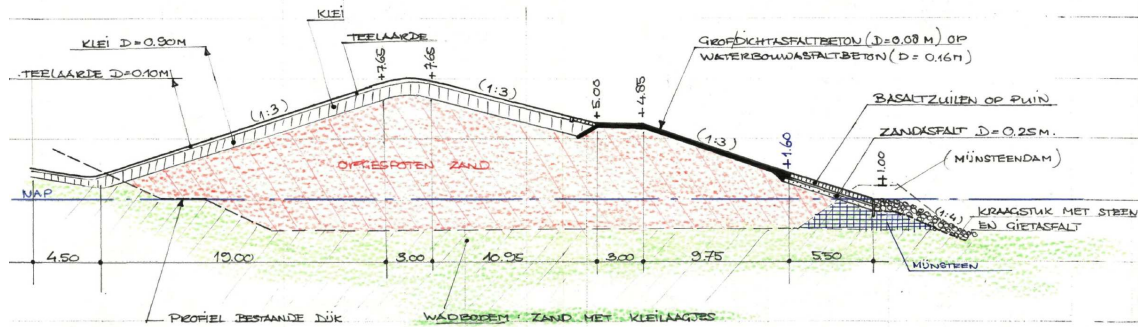 KLEI
KLEI D=0.90M
TEELAARDE
TEELAARDE D=0.10M
GROFDICHTASFALTBETON (D=0.08 M) OP
WATERBOUWASFALTBETON (D= 0.16M)
+7.65
+7.65
(1:3)
(1:3)
+5.00
+4.85
BASALTZUILEN OP PUIN
ZANDASFALT D=0.25M.
(1:3)
+1.60
(MIJNSTEENDAM)
OPGESPOTEN ZAND
+1.00
NAP
(1:4)
KRAAGSTUK MET STEEN
EN GIETASFALT
4.50
19.00
3.00
10.95
3.00
9.75
5.50
MIJNSTEEN
PROFIEL BESTAANDE DIJK
WADBODEM ZAND MET KLEILAAGJES